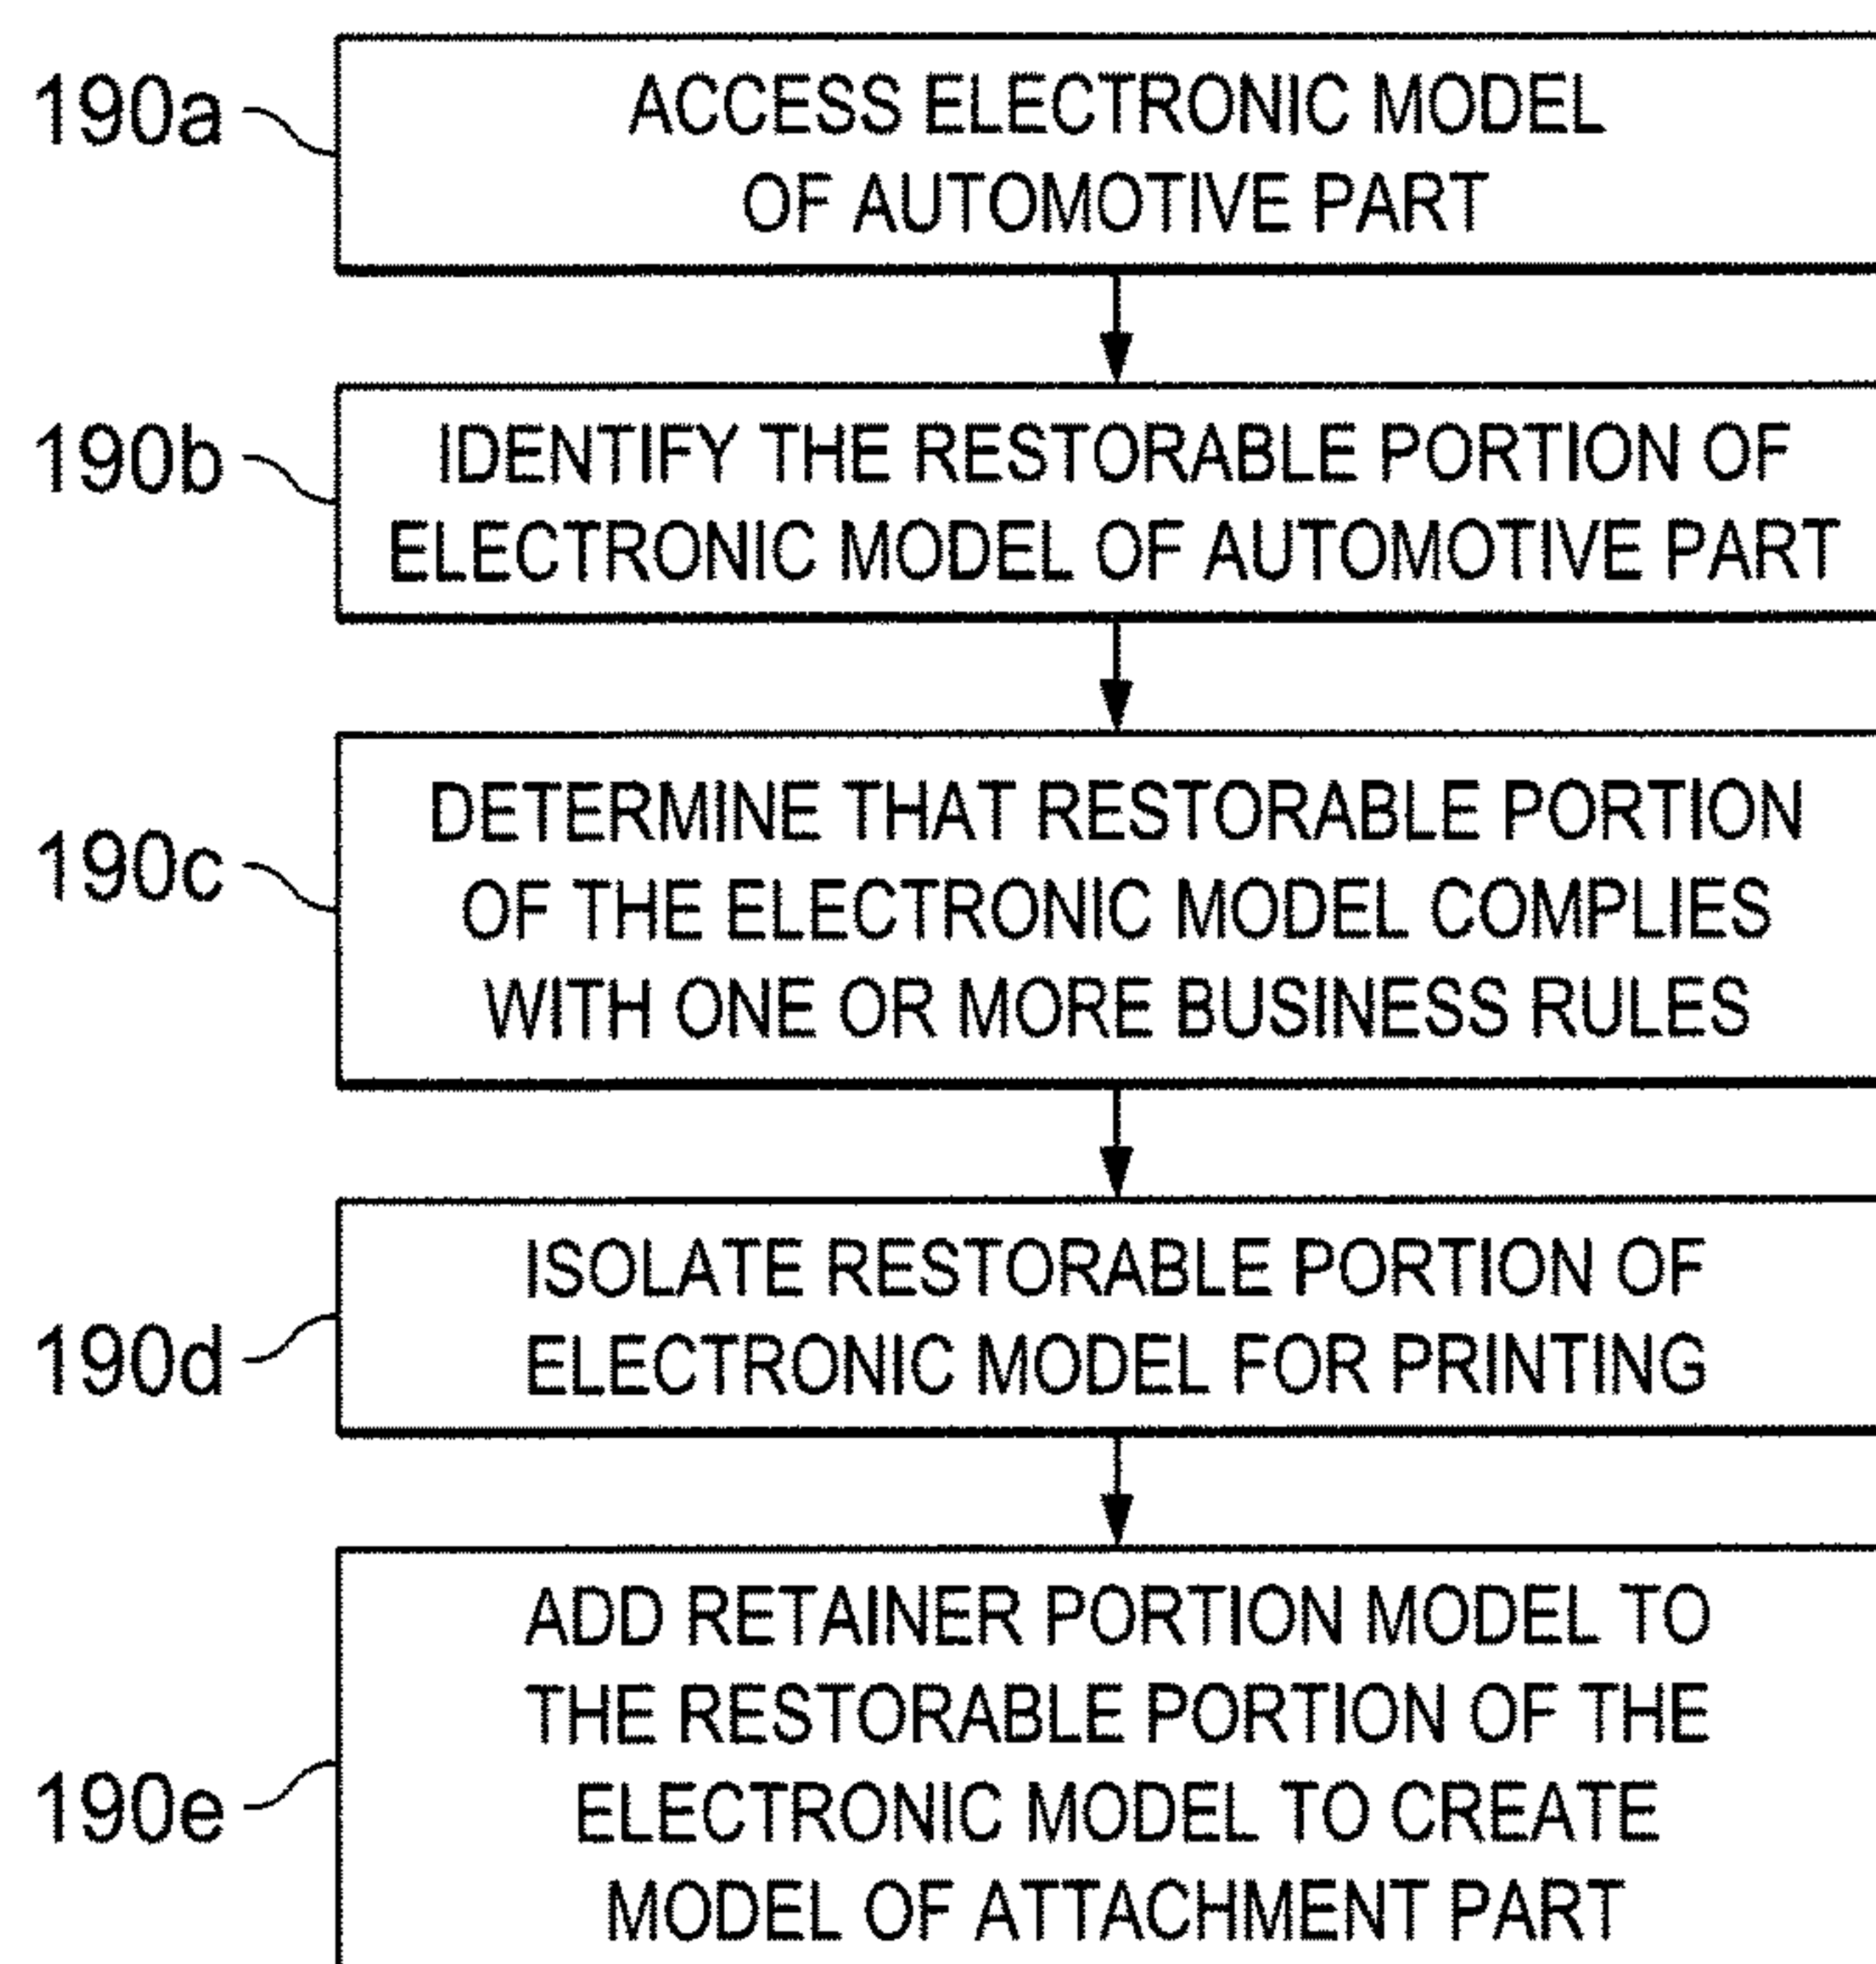 190a
ACCESS ELECTRONIC MODEL
OF AUTOMOTIVE PART
190b
IDENTIFY THE RESTORABLE PORTION OF
ELECTRONIC MODEL OF AUTOMOTIVE PART
190c
DETERMINE THAT RESTORABLE PORTION
OF THE ELECTRONIC MODEL COMPLIES
WITH ONE OR MORE BUSINESS RULES
190d
ISOLATE RESTORABLE PORTION OF
ELECTRONIC MODEL FOR PRINTING
190e
ADD RETAINER PORTION MODEL TO
THE RESTORABLE PORTION OF THE
ELECTRONIC MODEL TO CREATE
MODEL OF ATTACHMENT PART